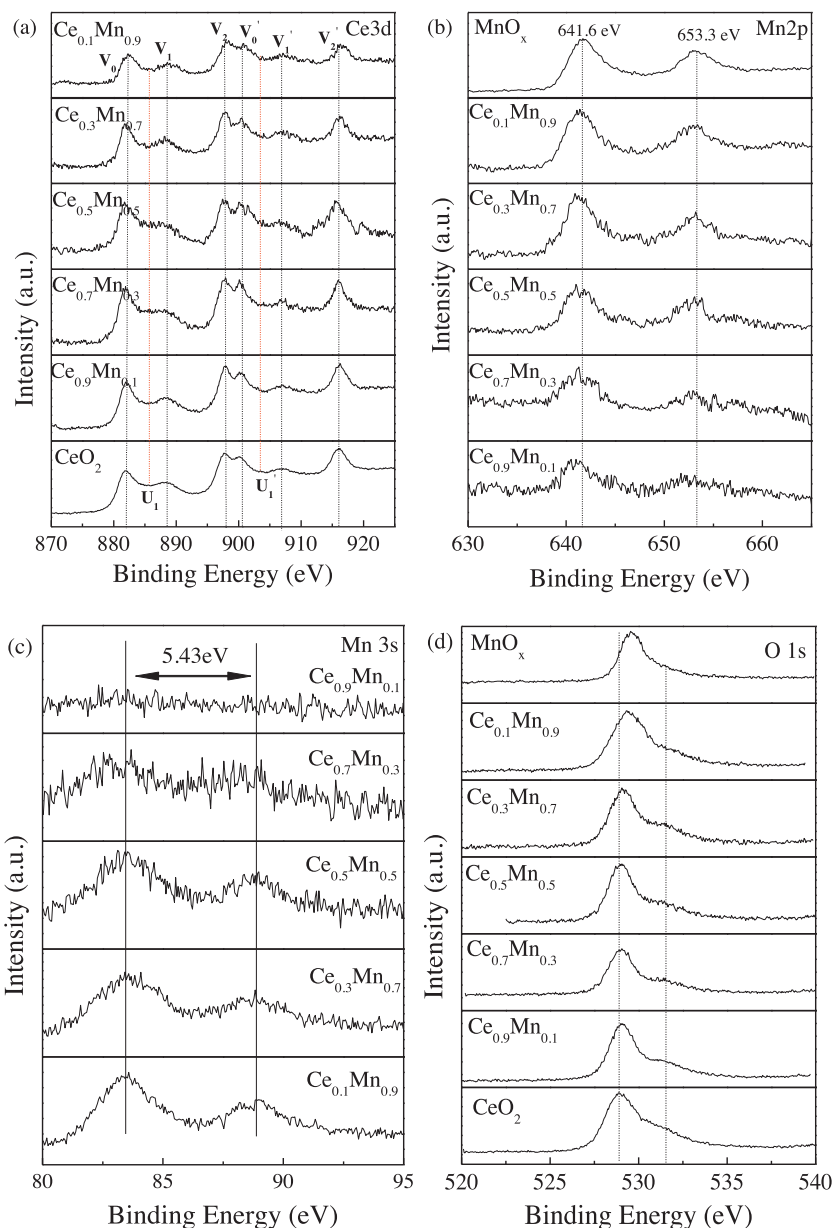 (a)
Ce3d
Ce0.1Mn0.9
V0
V1
V2
V0'
V1'
V2'
Ce0.3Mn0.7
Ce0.5Mn0.5
Ce0.7Mn0.3
Ce0.9Mn0.1
CeO2
U1
U1'
Intensity (a.u.)
870 880 890 900 910 920
Binding Energy (eV)
(b)
MnOx
641.6 eV
653.3 eV
Mn2p
Ce0.1Mn0.9
Ce0.3Mn0.7
Ce0.5Mn0.5
Ce0.7Mn0.3
Ce0.9Mn0.1
Intensity (a.u.)
630 640 650 660
Binding Energy (eV)
(c)
Mn 3s
5.43eV
Ce0.9Mn0.1
Ce0.7Mn0.3
Ce0.5Mn0.5
Ce0.3Mn0.7
Ce0.1Mn0.9
Intensity (a.u.)
80 85 90 95
Binding Energy (eV)
(d)
MnOx
O 1s
Ce0.1Mn0.9
Ce0.3Mn0.7
Ce0.5Mn0.5
Ce0.7Mn0.3
Ce0.9Mn0.1
CeO2
Intensity (a.u.)
520 525 530 535 540
Binding Energy (eV)